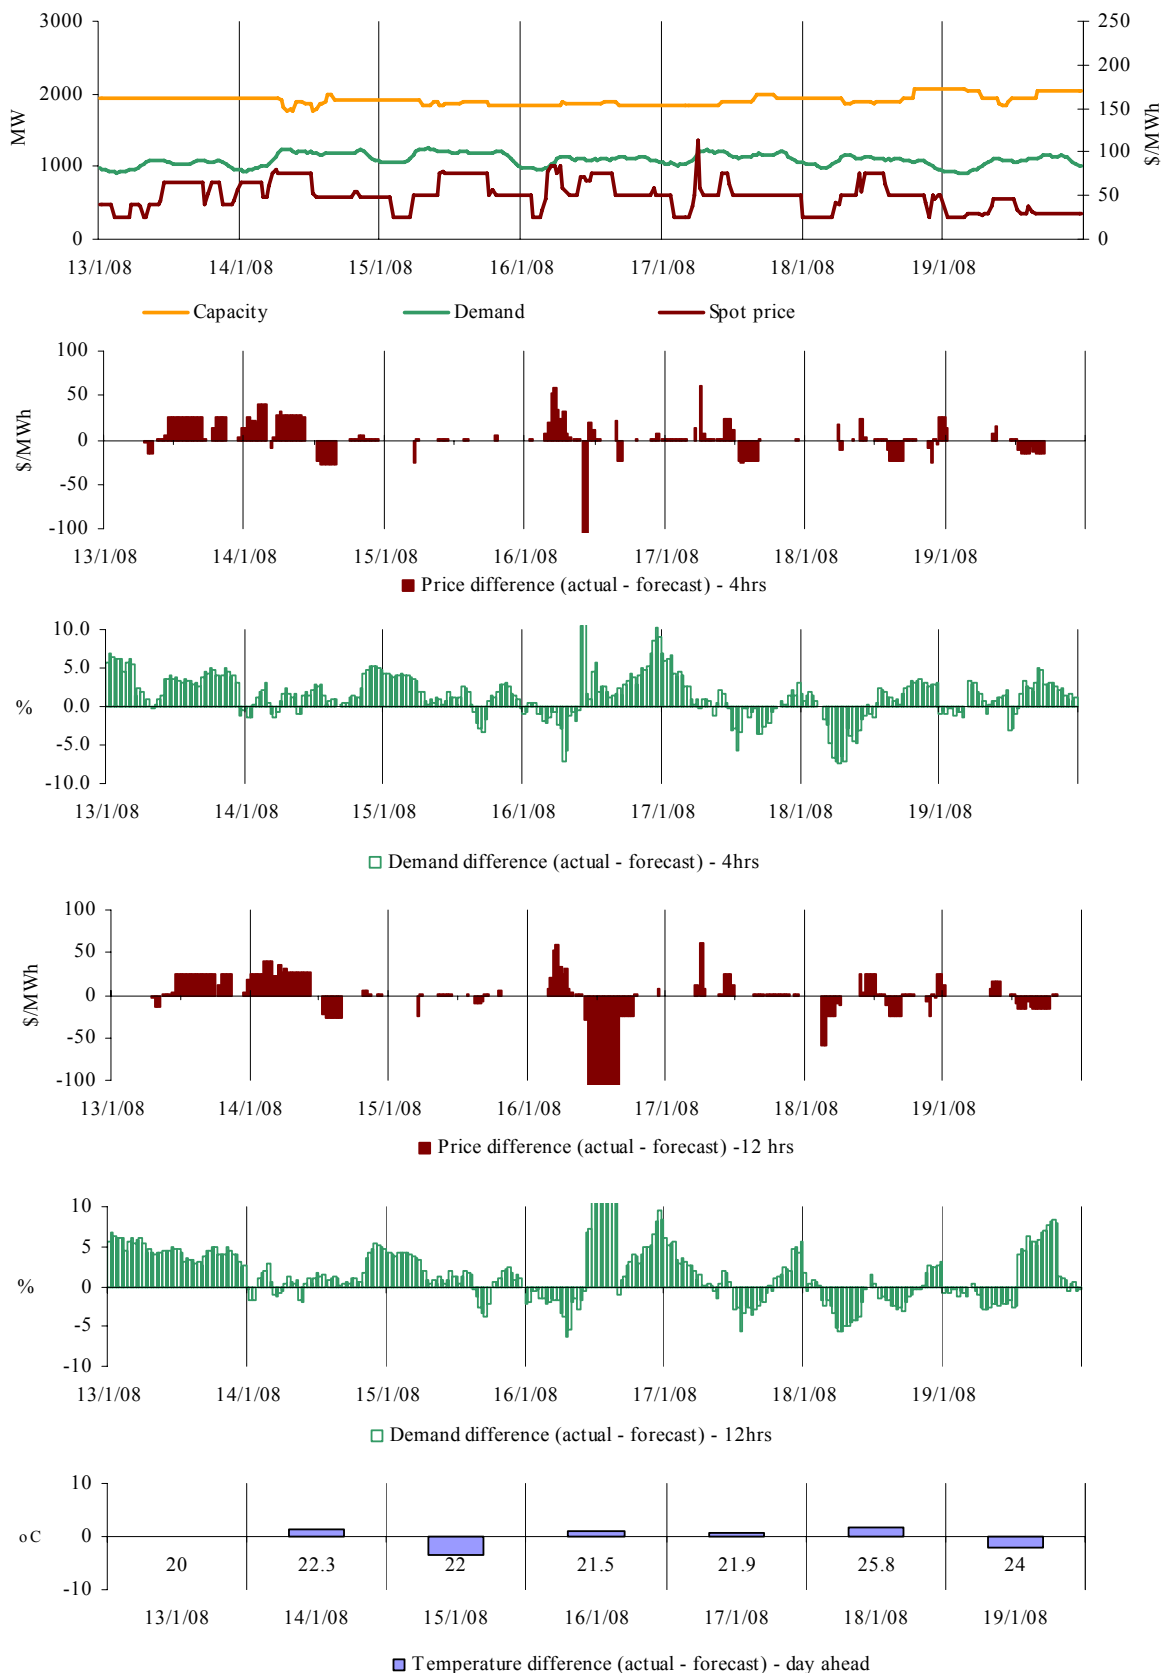 3000 250
200
2000 150
MW $/MWh
1000 100
50
0 0
13/1/08 14/1/08 15/1/08 16/1/08 17/1/08 18/1/08 19/1/08
Capacity Demand Spot price
100
50
$/MWh
0
-50
-100
13/1/08 14/1/08 15/1/08 16/1/08 17/1/08 18/1/08 19/1/08
Price difference (actual - forecast) - 4hrs
10.0
5.0
% 0.0
-5.0
-10.0
13/1/08 14/1/08 15/1/08 16/1/08 17/1/08 18/1/08 19/1/08
Demand difference (actual - forecast) - 4hrs
100
50
$/MWh
0
-50
-100
13/1/08 14/1/08 15/1/08 16/1/08 17/1/08 18/1/08 19/1/08
Price difference (actual - forecast) -12 hrs
10
5
% 0
-5
-10
13/1/08 14/1/08 15/1/08 16/1/08 17/1/08 18/1/08 19/1/08
Demand difference (actual - forecast) - 12hrs
10
oC 0
20 22.3 22 21.5 21.9 25.8 24
-10
13/1/08 14/1/08 15/1/08 16/1/08 17/1/08 18/1/08 19/1/08
Temperature difference (actual - forecast) - day ahead